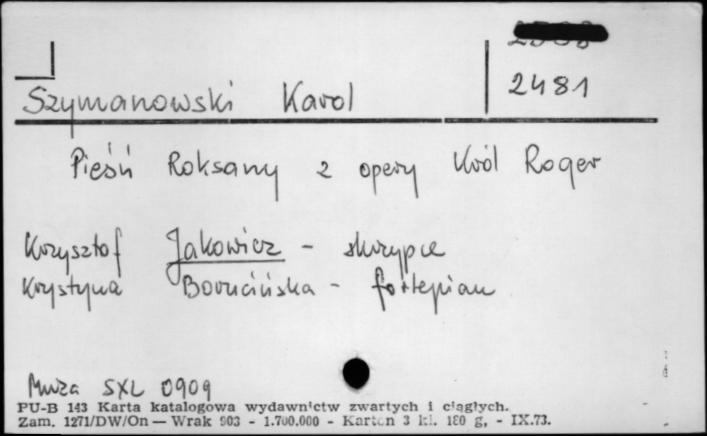 2481
Szymanowski Karol
Pieśń Roksany z opery Król Roger
Krzysztof Jakowicz - skrzypce
Krystyna Borucińska - fortepian
Muza SXL 0909
PU-B 143 Karta katalogowa wydawnictw zwartych i ciągłych.
Zam. 1271/DW/On — Wrak 903 - 1.700.000 - Karton 3 kl. 180 g, - IX.73.